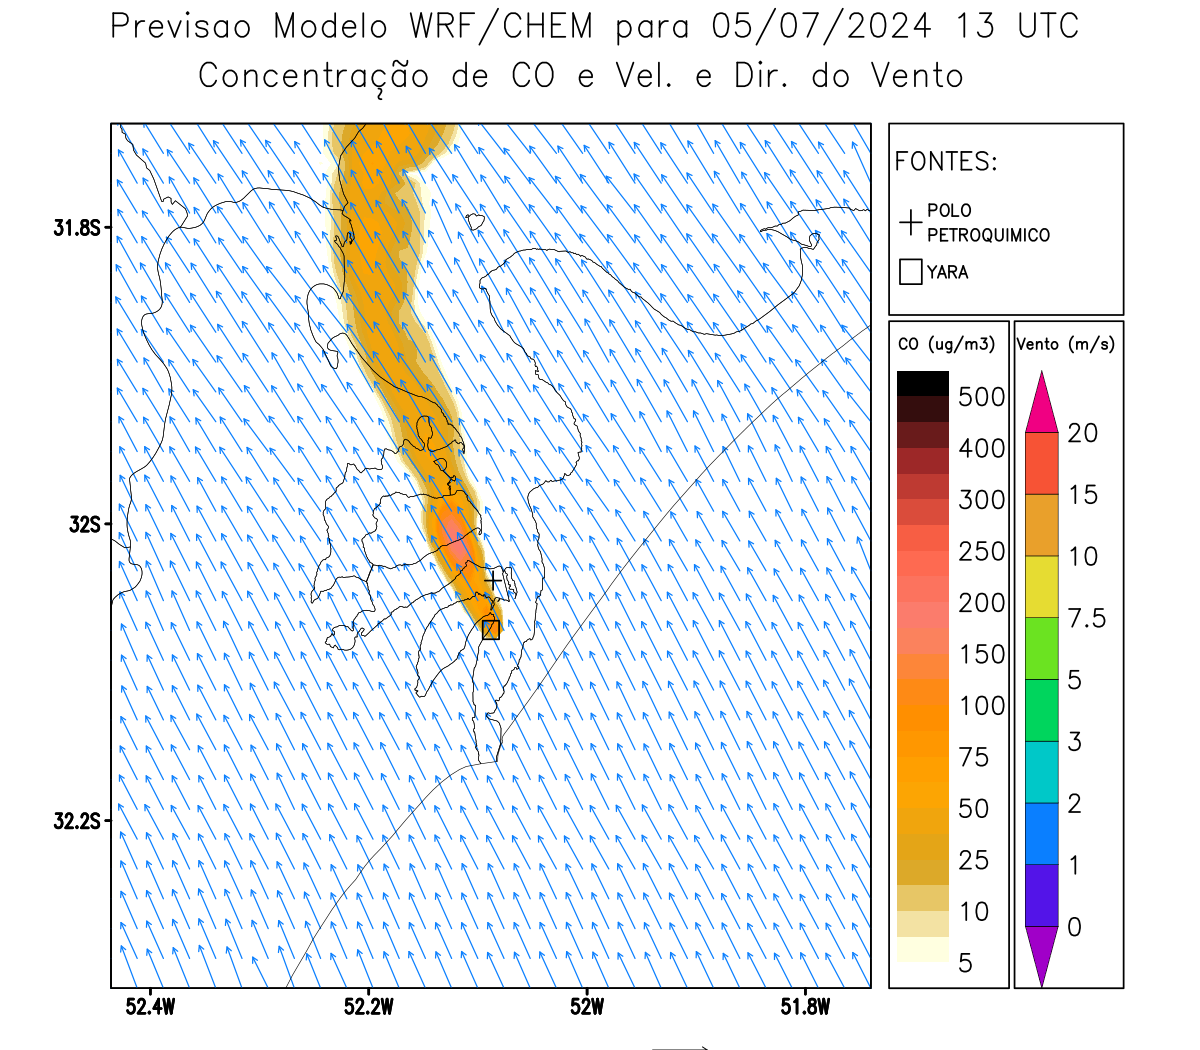 Previsao Modelo WRF/CHEM para 05/07/2024 13 UTC
Concentração de CO e Vel. e Dir. do Vento
FONTES:
POLO
PETROQUIMICO
YARA
CO (ug/m3)
500
400
300
250
200
150
100
75
50
25
10
5
Vento (m/s)
20
15
10
7.5
5
3
2
1
0
31.8S
32S
32.2S
52.4W
52.2W
52W
51.8W